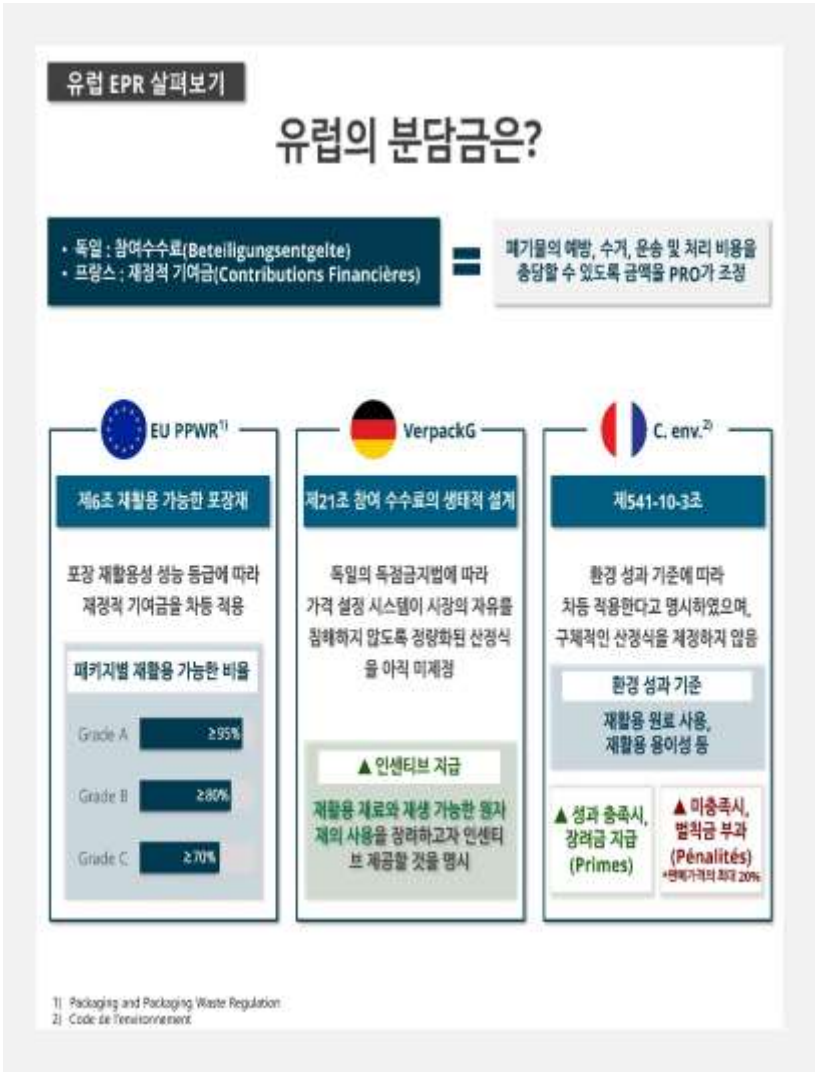 유럽 EPR 살펴보기
유럽의 분담금은?
• 독일 : 참여수수료(Beteiligungsentgelte)
• 프랑스 : 재정적 기여금(Contributions Financières)
=
폐기물의 예방, 수거, 운송 및 처리 비용을
충당할 수 있도록 금액을 PRO가 조정
EU PPWR1)
제6조 재활용 가능한 포장재
포장 재활용성 성능 등급에 따라
재정적 기여금을 차등 적용
패키지별 재활용 가능한 비율
Grade A ≥95%
Grade B ≥80%
Grade C ≥70%
VerpackG
제21조 참여 수수료의 생태적 설계
독일의 독점금지법에 따라
가격 설정 시스템이 시장의 자유를
침해하지 않도록 정량화된 산정식
을 아직 미제정
▲ 인센티브 지급
재활용 재료와 재생 가능한 원자
재의 사용을 장려하고자 인센티
브 제공할 것을 명시
C. env.2)
제541-10-3조
환경 성과 기준에 따라
차등 적용한다고 명시하였으며,
구체적인 산정식을 제정하지 않음
환경 성과 기준
재활용 원료 사용,
재활용 용이성 등
▲ 성과 충족시,
장려금 지급
(Primes)
▲ 미충족시,
벌칙금 부과
(Pénalités)
*판매가격의 최대 20%
1) Packaging and Packaging Waste Regulation
2) Code de l'environnement